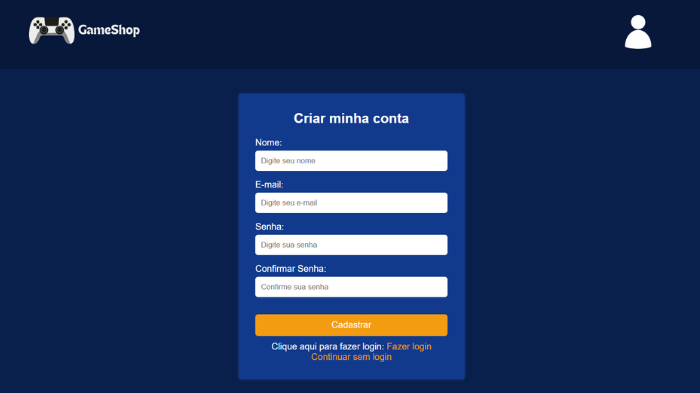 GameShop
Criar minha conta
Nome:
Digite seu nome
E-mail:
Digite seu e-mail
Senha:
Digite sua senha
Confirmar Senha:
Confirme sua senha
Cadastrar
Clique aqui para fazer login: Fazer login
Continuar sem login